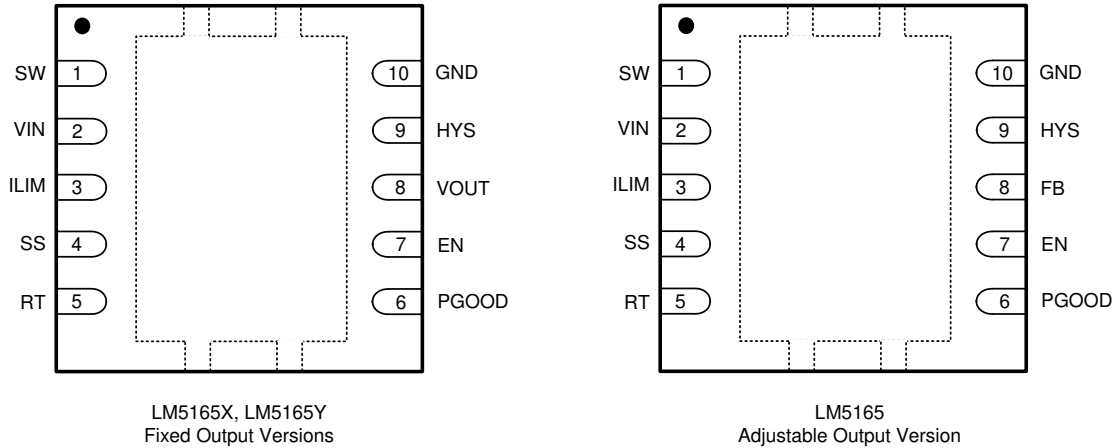 SW 1 10 GND
VIN 2 9 HYS
ILIM 3 8 VOUT
SS 4 7 EN
RT 5 6 PGOOD
LM5165X, LM5165Y
Fixed Output Versions
SW 1 10 GND
VIN 2 9 HYS
ILIM 3 8 FB
SS 4 7 EN
RT 5 6 PGOOD
LM5165
Adjustable Output Version